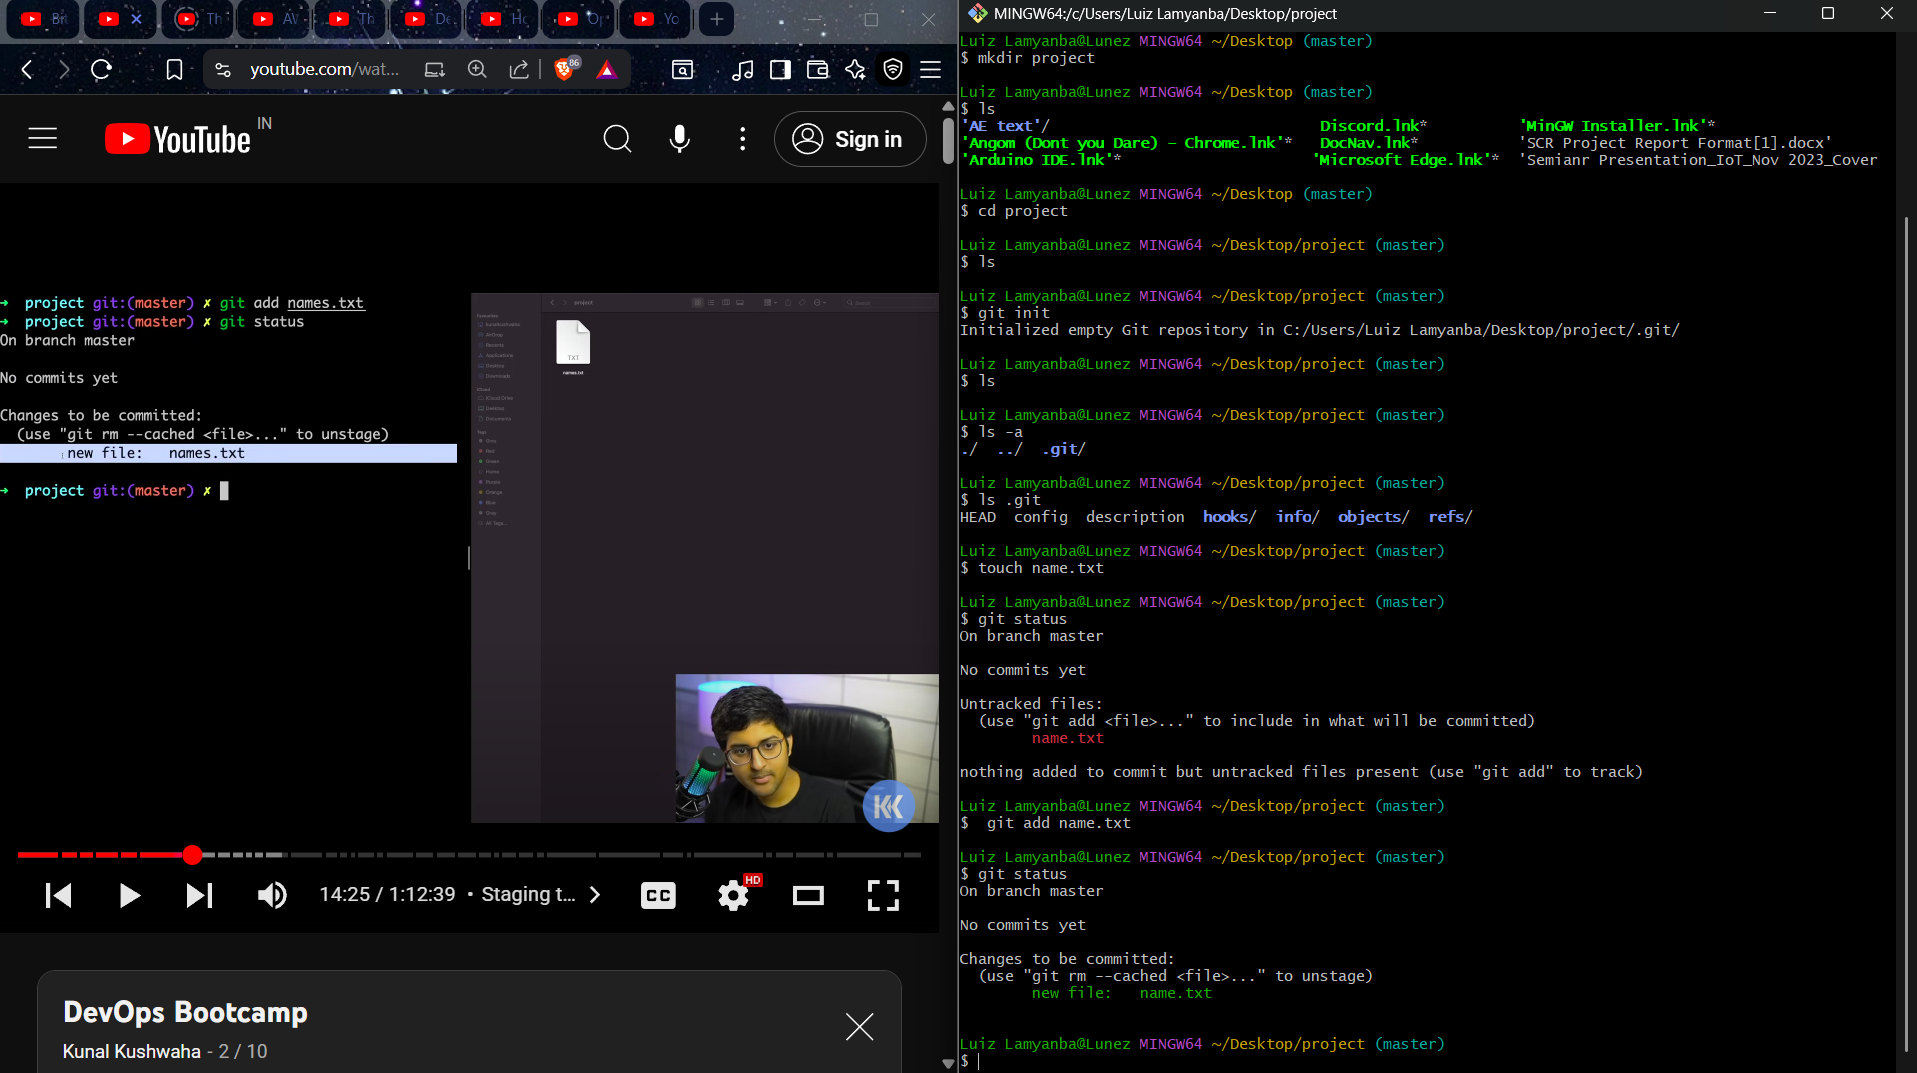 youtube.com/wat...
86
YouTube IN
Sign in
➜ project git:(master) ✗ git add names.txt
➜ project git:(master) ✗ git status
On branch master
No commits yet
Changes to be committed:
(use "git rm --cached <file>..." to unstage)
new file: names.txt
➜ project git:(master) ✗
project
TXT
names.txt
KK
14:25 / 1:12:39 • Staging t...
CC
HD
DevOps Bootcamp
Kunal Kushwaha - 2 / 10
MINGW64:/c/Users/Luiz Lamyanba/Desktop/project
Luiz Lamyanba@Lunez MINGW64 ~/Desktop (master)
$ mkdir project
Luiz Lamyanba@Lunez MINGW64 ~/Desktop (master)
$ ls
'AE text'/ Discord.lnk* 'MinGW Installer.lnk'*
'Angom (Dont you Dare) - Chrome.lnk'* DocNav.lnk* 'SCR Project Report Format[1].docx'
'Arduino IDE.lnk'* 'Microsoft Edge.lnk'* 'Semianr Presentation_IoT_Nov 2023_Cover
Luiz Lamyanba@Lunez MINGW64 ~/Desktop (master)
$ cd project
Luiz Lamyanba@Lunez MINGW64 ~/Desktop/project (master)
$ ls
Luiz Lamyanba@Lunez MINGW64 ~/Desktop/project (master)
$ git init
Initialized empty Git repository in C:/Users/Luiz Lamyanba/Desktop/project/.git/
Luiz Lamyanba@Lunez MINGW64 ~/Desktop/project (master)
$ ls
Luiz Lamyanba@Lunez MINGW64 ~/Desktop/project (master)
$ ls -a
./ ../ .git/
Luiz Lamyanba@Lunez MINGW64 ~/Desktop/project (master)
$ ls .git
HEAD config description hooks/ info/ objects/ refs/
Luiz Lamyanba@Lunez MINGW64 ~/Desktop/project (master)
$ touch name.txt
Luiz Lamyanba@Lunez MINGW64 ~/Desktop/project (master)
$ git status
On branch master
No commits yet
Untracked files:
(use "git add <file>..." to include in what will be committed)
name.txt
nothing added to commit but untracked files present (use "git add" to track)
Luiz Lamyanba@Lunez MINGW64 ~/Desktop/project (master)
$ git add name.txt
Luiz Lamyanba@Lunez MINGW64 ~/Desktop/project (master)
$ git status
On branch master
No commits yet
Changes to be committed:
(use "git rm --cached <file>..." to unstage)
new file: name.txt
Luiz Lamyanba@Lunez MINGW64 ~/Desktop/project (master)
$